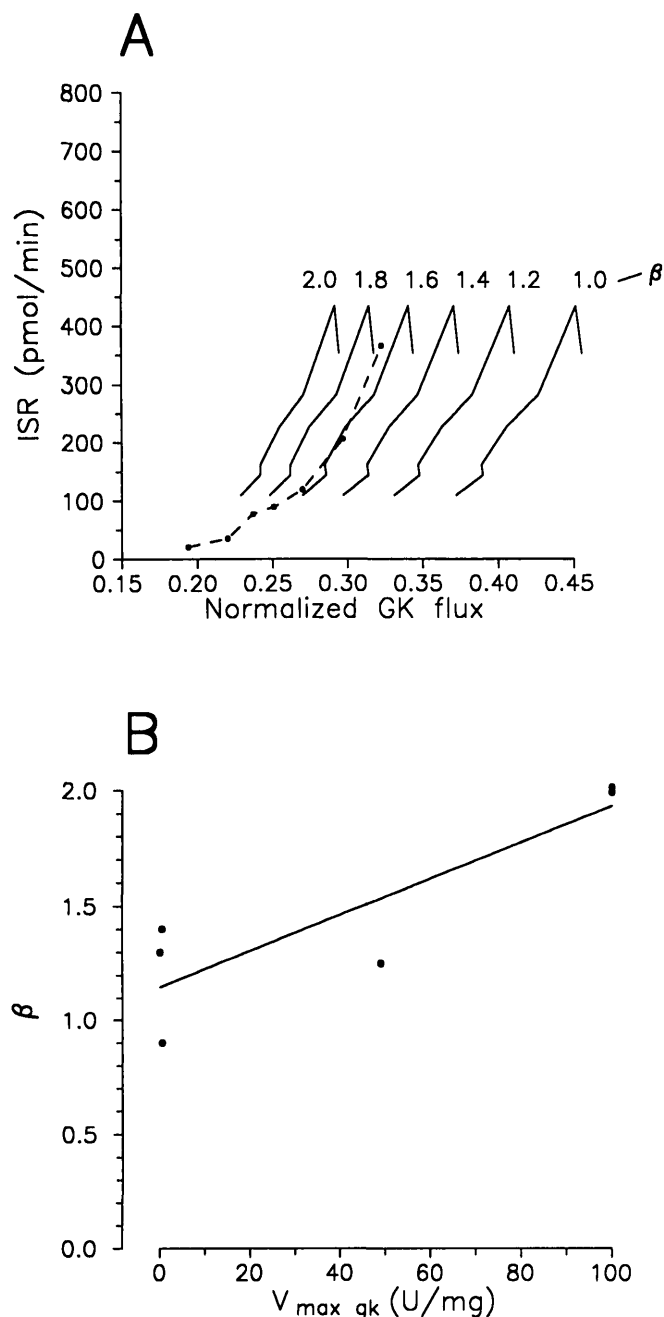 A
800
700
600
500
400
300
200
100
0
ISR (pmol/min)
2.0 1.8 1.6 1.4 1.2 1.0 β
0.15 0.20 0.25 0.30 0.35 0.40 0.45
Normalized GK flux
B
2.0
1.5
1.0
0.5
0.0
β
0 20 40 60 80 100
V max gk (U/mg)